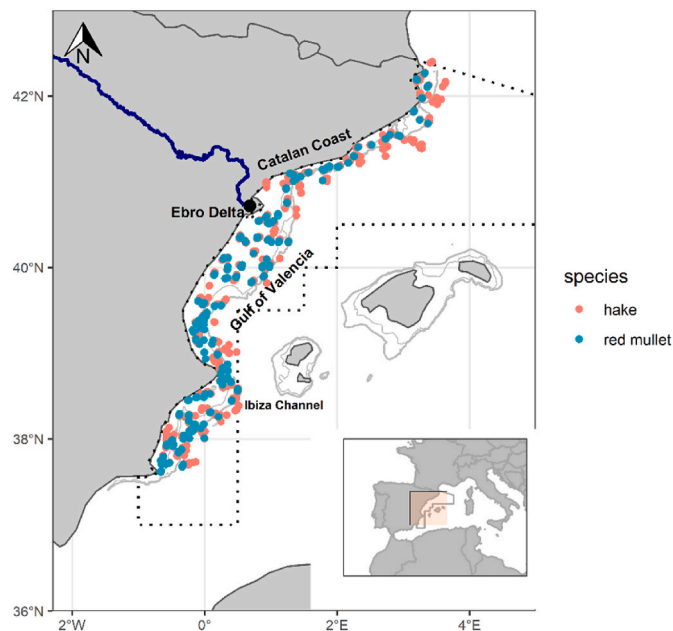 N
42°N
Catalan Coast
Ebro Delta
40°N
Gulf of Valencia
species
hake
red mullet
Ibiza Channel
38°N
36°N
2°W
0°
2°E
4°E